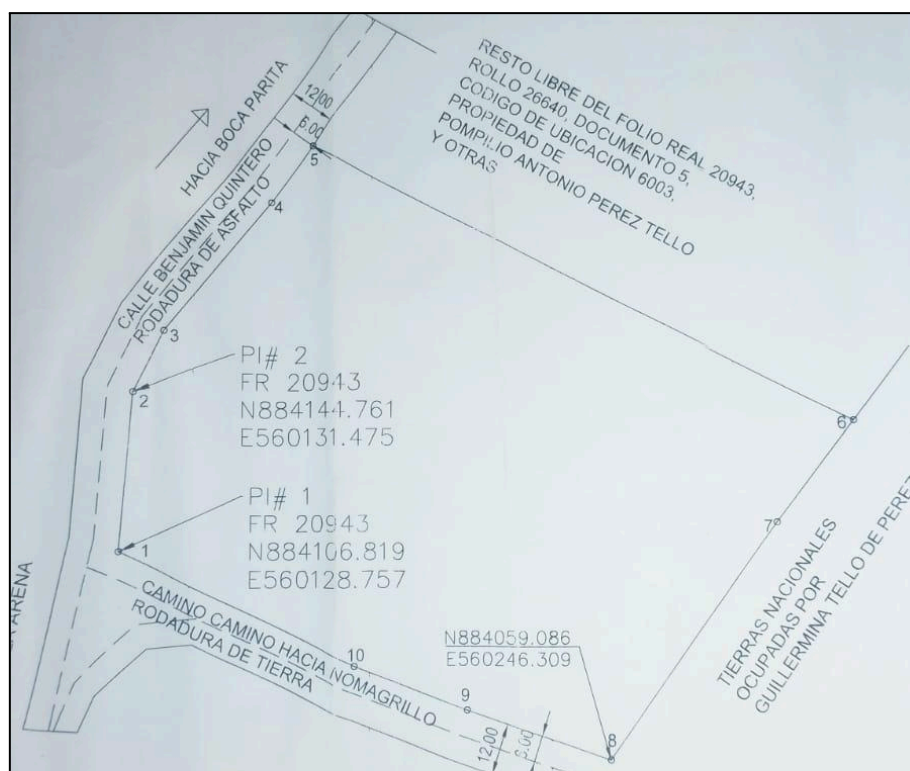 RESTO LIBRE DEL FOLIO REAL 20943,
ROLLO 26640, DOCUMENTO 5,
CODIGO DE UBICACION 6003,
PROPIEDAD DE
POMPILIO ANTONIO PEREZ TELLO
Y OTRAS
HACIA BOCA PARITA
12.00
6.00
5
4
CALLE BENJAMIN QUINTERO
RODADURA DE ASFALTO
3
2
PI# 2
FR 20943
N884144.761
E560131.475
PI# 1
FR 20943
N884106.819
E560128.757
1
6
7
TIERRAS NACIONALES
OCUPADAS POR
GUILLERMINA TELLO DE PEREZ
ARENA
CAMINO CAMINO HACIA NOMAGRILLO
RODADURA DE TIERRA
10
9
N884059.086
E560246.309
8
12.00
6.00